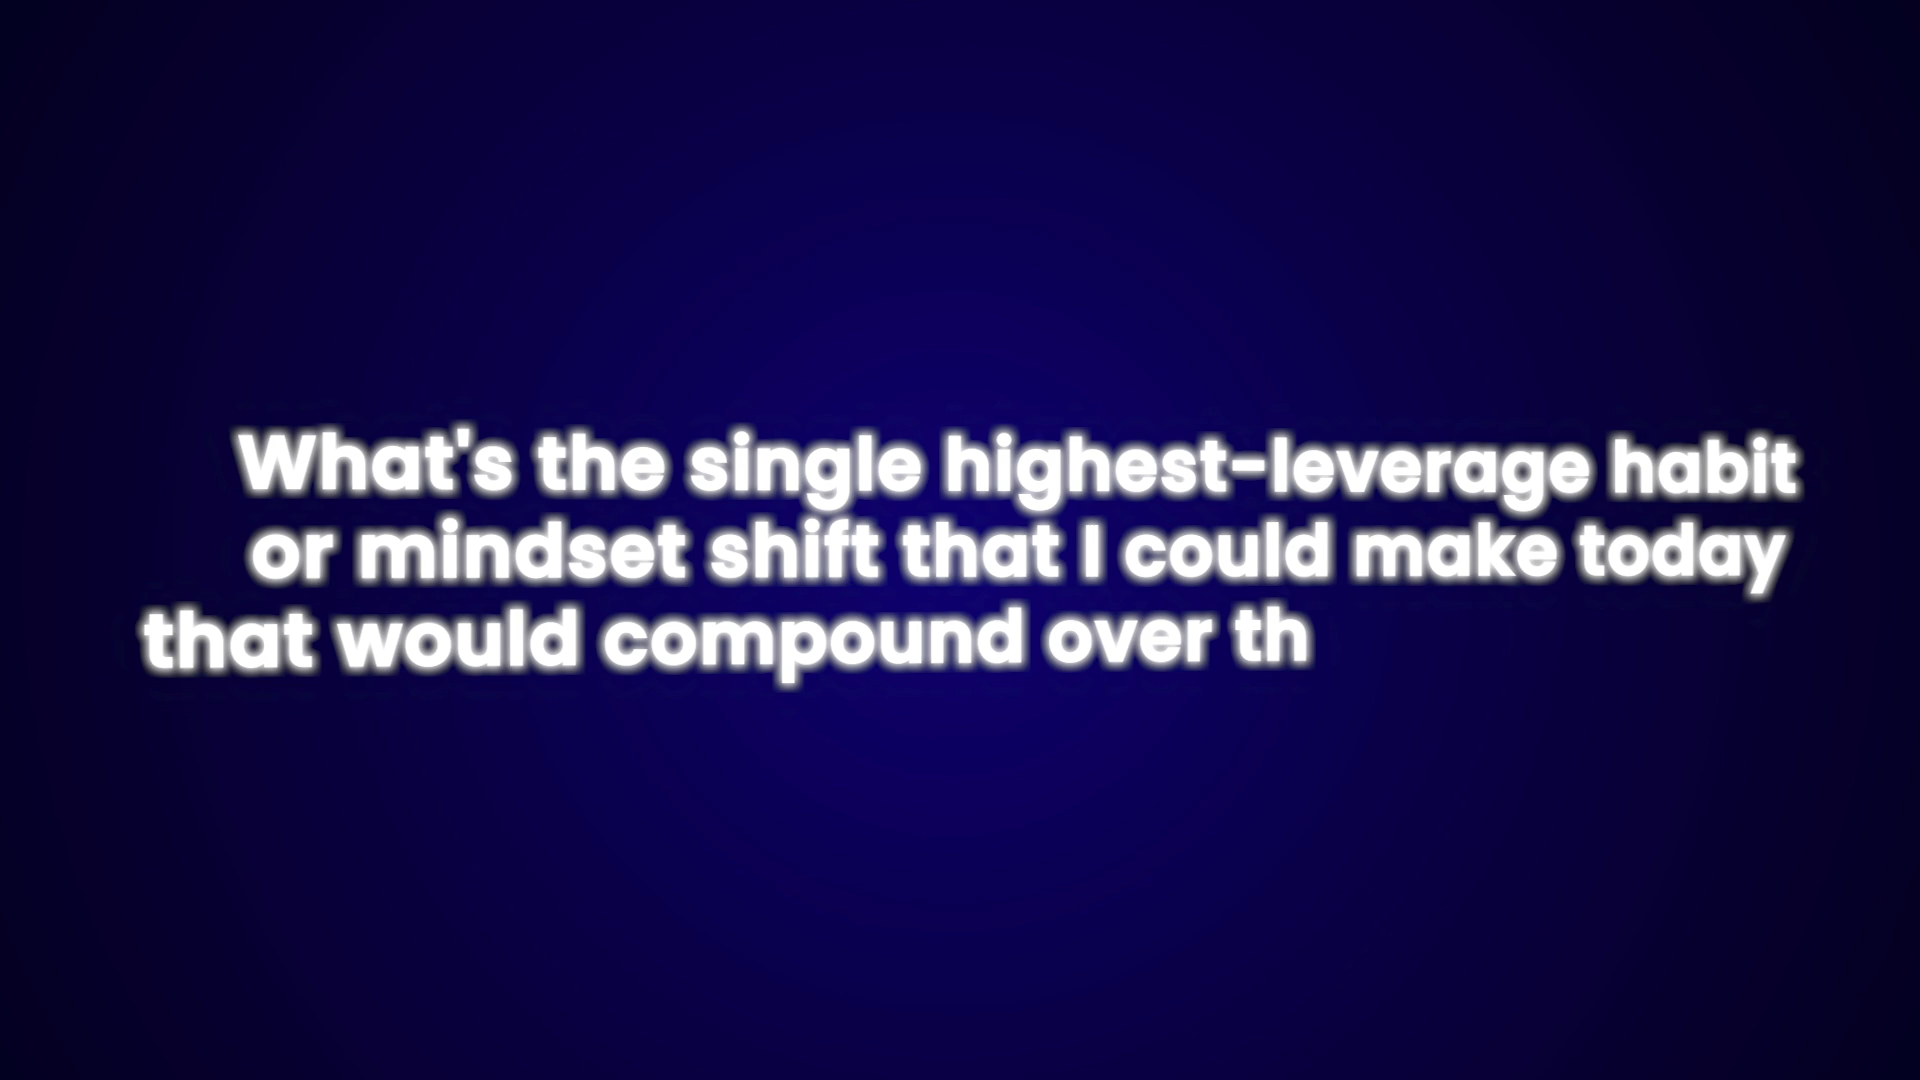 What's the single highest-leverage habit
or mindset shift that I could make today
that would compound over th